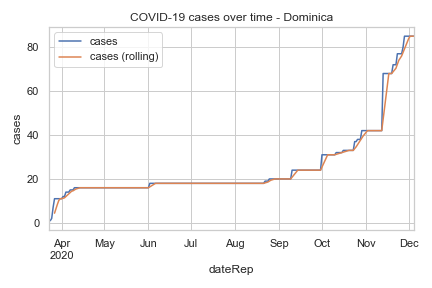 COVID-19 cases over time - Dominica
cases
cases (rolling)
cases
80
60
40
20
0
Apr May Jun Jul Aug Sep Oct Nov Dec
2020
dateRep